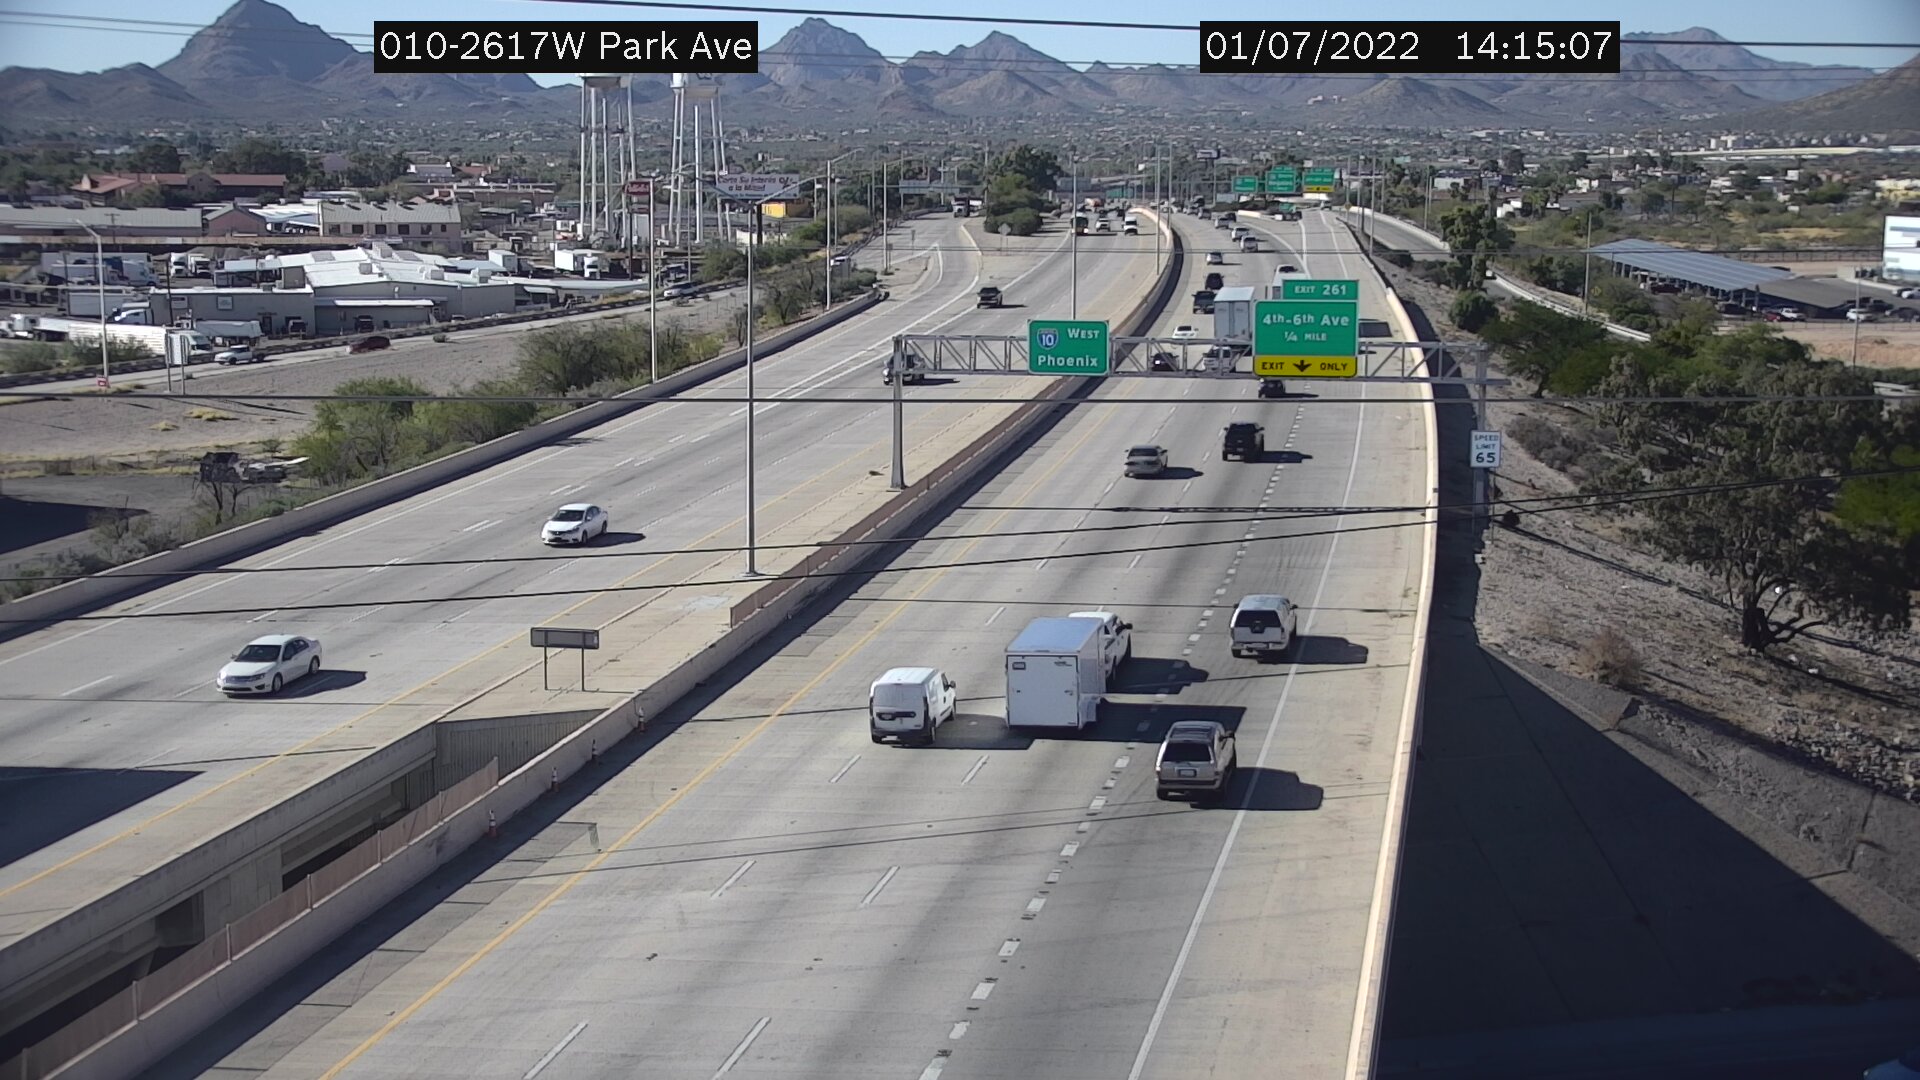 010-2617W Park Ave
01/07/2022 14:15:07
EXIT 261
4th-6th Ave
1/4 MILE
EXIT ONLY
10 WEST
Phoenix
SPEED
LIMIT
65